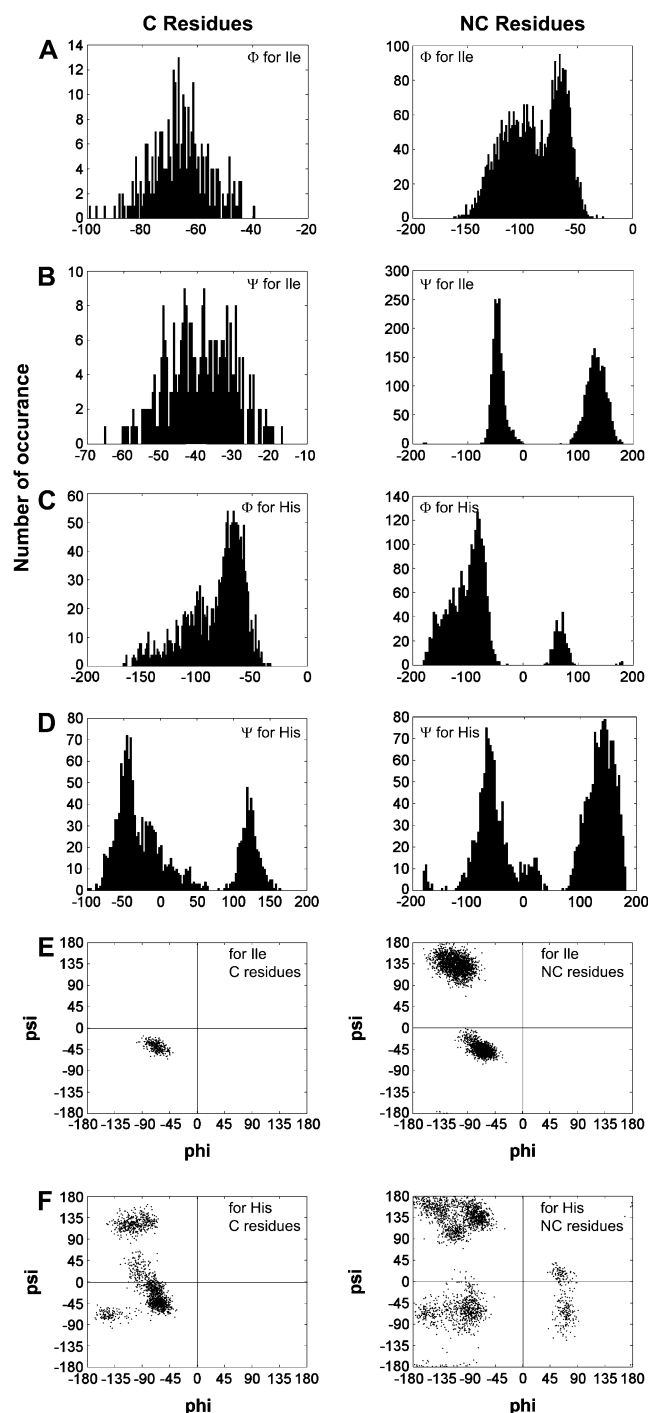 C Residues
NC Residues
A
Φ for Ile
14
12
10
8
6
4
2
0
-100 -80 -60 -40 -20
Φ for Ile
100
80
60
40
20
0
-200 -150 -100 -50 0
B
Ψ for Ile
10
8
6
4
2
0
-70 -60 -50 -40 -30 -20 -10
Ψ for Ile
300
250
200
150
100
50
0
-200 -100 0 100 200
Number of occurance
C
Φ for His
60
50
40
30
20
10
0
-200 -150 -100 -50 0
Φ for His
140
120
100
80
60
40
20
0
-200 -100 0 100 200
D
Ψ for His
80
70
60
50
40
30
20
10
0
-100 -50 0 50 100 150 200
Ψ for His
80
70
60
50
40
30
20
10
0
-200 -100 0 100 200
E
for Ile
C residues
180
135
90
45
0
-45
-90
-135
-180
-180 -135 -90 -45 0 45 90 135 180
psi
phi
for Ile
NC residues
180
135
90
45
0
-45
-90
-135
-180
-180 -135 -90 -45 0 45 90 135 180
psi
phi
F
for His
C residues
180
135
90
45
0
-45
-90
-135
-180
-180 -135 -90 -45 0 45 90 135 180
psi
phi
for His
NC residues
180
135
90
45
0
-45
-90
-135
-180
-180 -135 -90 -45 0 45 90 135 180
psi
phi